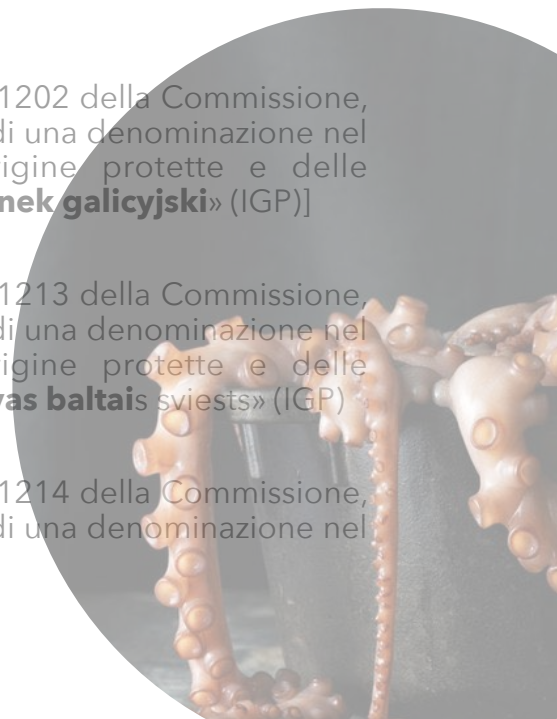 1202 della Commissione,
di una denominazione nel
igine protette e delle
nek galicyjski» (IGP)]
1213 della Commissione,
di una denominazione nel
igine protette e delle
vas baltais sviests» (IGP)
1214 della Commissione,
di una denominazione nel